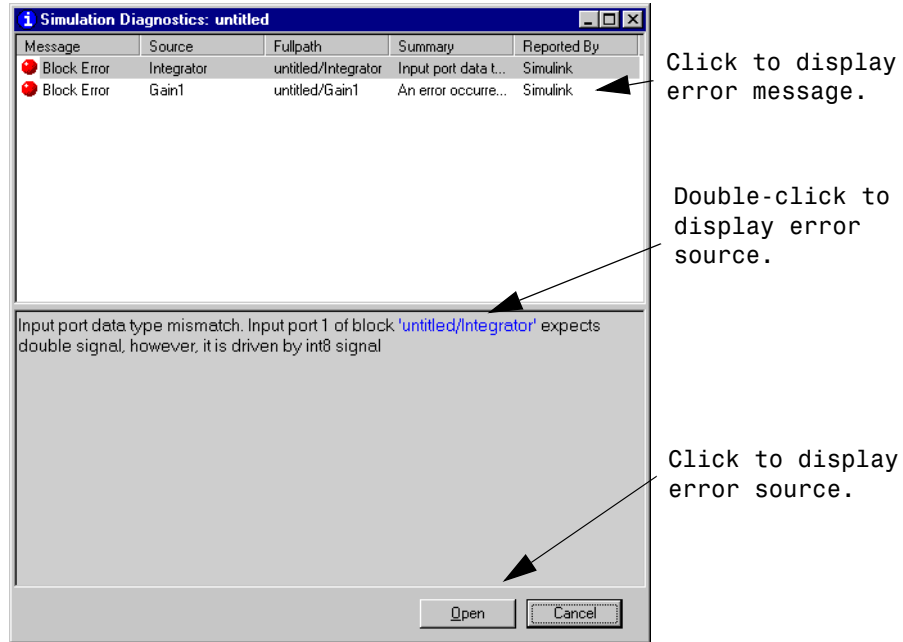 Simulation Diagnostics: untitled
Message Source Fullpath Summary Reported By
Block Error Integrator untitled/Integrator Input port data t... Simulink
Block Error Gain1 untitled/Gain1 An error occurre... Simulink
Click to display
error message.
Double-click to
display error
source.
Input port data type mismatch. Input port 1 of block 'untitled/Integrator' expects
double signal, however, it is driven by int8 signal
Click to display
error source.
Open Cancel